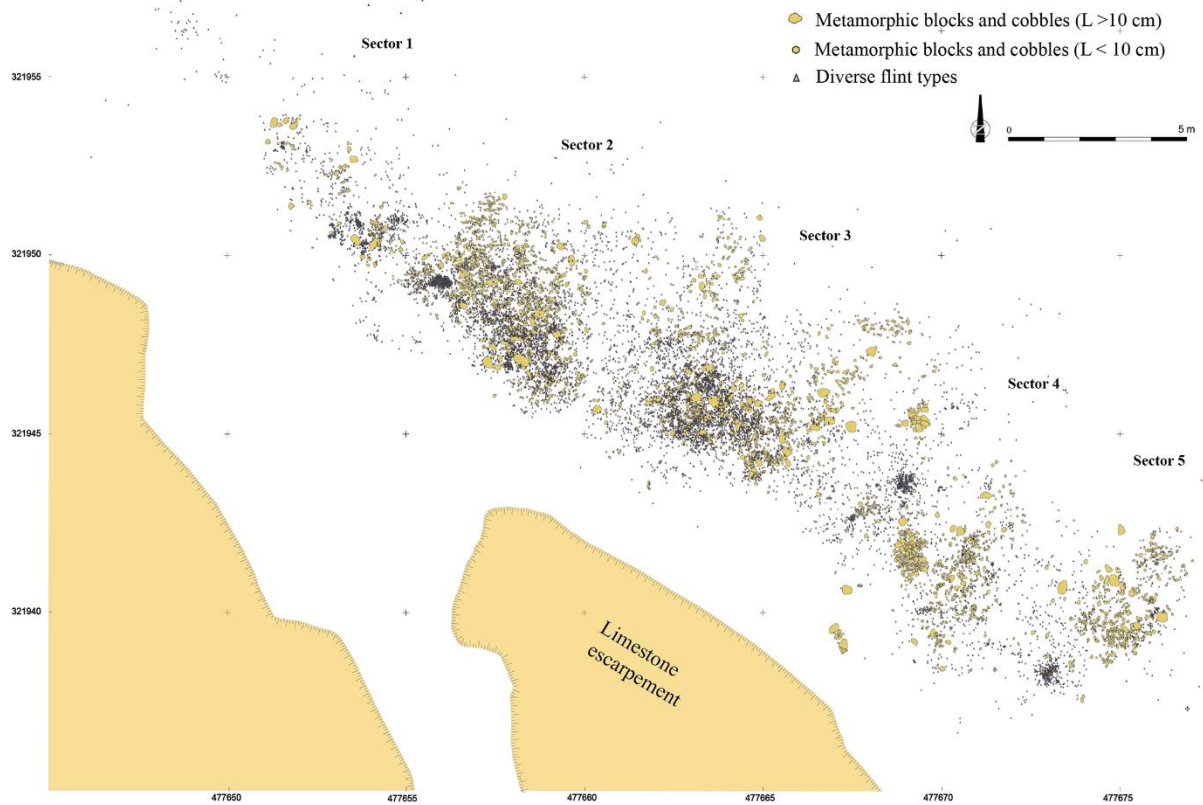 Metamorphic blocks and cobbles (L >10 cm)
Metamorphic blocks and cobbles (L < 10 cm)
Diverse flint types
0 5 m
Sector 1
Sector 2
Sector 3
Sector 4
Sector 5
321955
321950
321945
321940
Limestone
escarpement
477650 477655 477660 477665 477670 477675